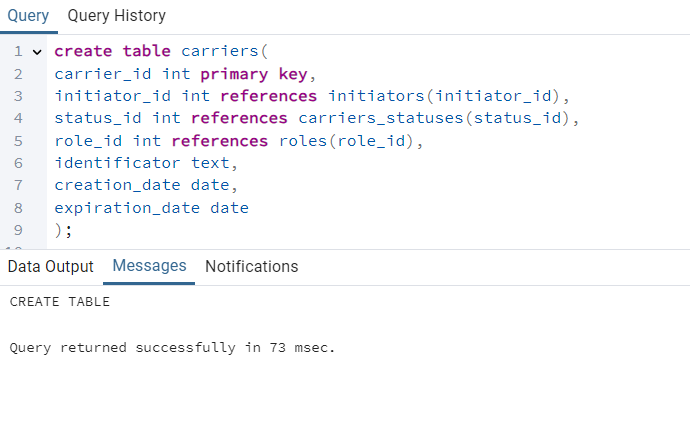 Query Query History
1 create table carriers(
2 carrier_id int primary key,
3 initiator_id int references initiators(initiator_id),
4 status_id int references carriers_statuses(status_id),
5 role_id int references roles(role_id),
6 identificator text,
7 creation_date date,
8 expiration_date date
9 );
Data Output Messages Notifications
CREATE TABLE
Query returned successfully in 73 msec.